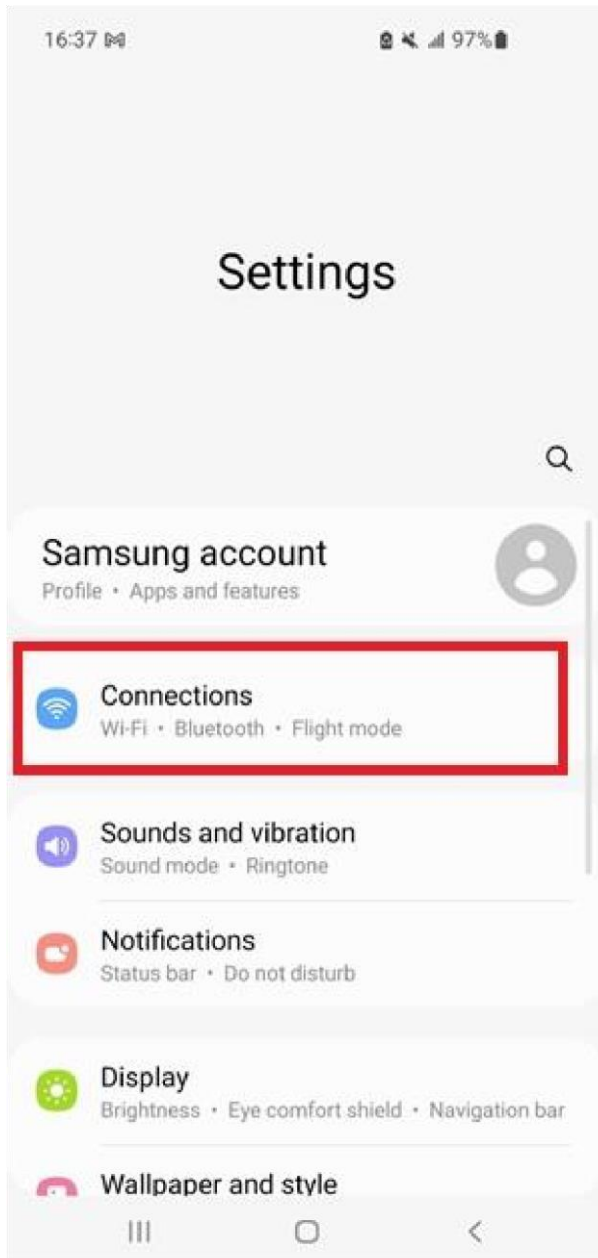 16:37 97%
Settings
Samsung account
Profile • Apps and features
Connections
Wi-Fi • Bluetooth • Flight mode
Sounds and vibration
Sound mode • Ringtone
Notifications
Status bar • Do not disturb
Display
Brightness • Eye comfort shield • Navigation bar
Wallpaper and style